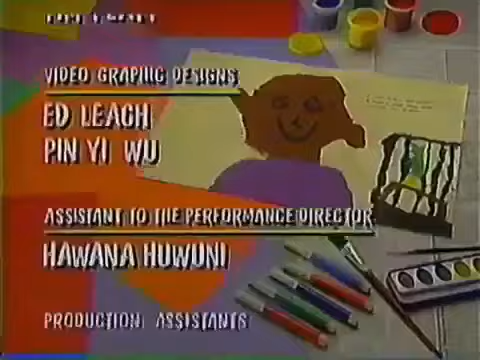 VIDEO GRAPHIC DESIGNS
ED LEACH
PIN YI WU
ASSISTANT TO THE PERFORMANCE DIRECTOR
HAWANA HUWUNI
PRODUCTION ASSISTANTS